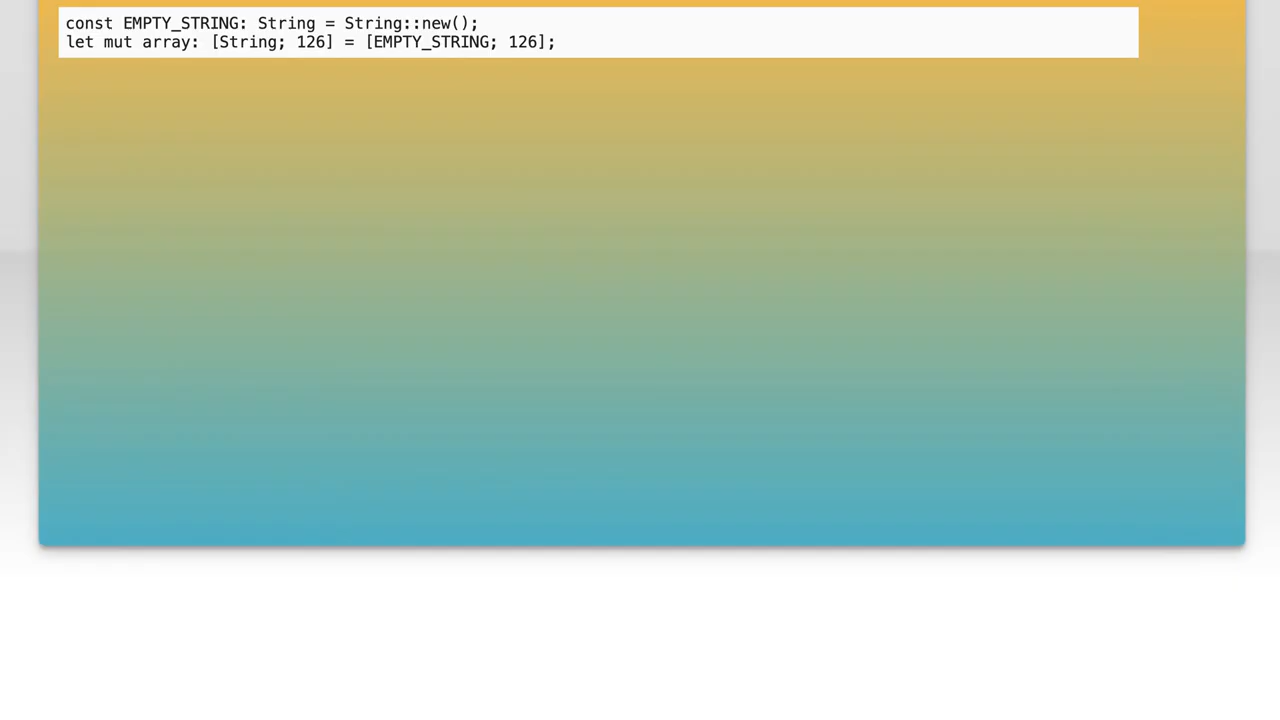 const EMPTY_STRING: String = String::new();
let mut array: [String; 126] = [EMPTY_STRING; 126];